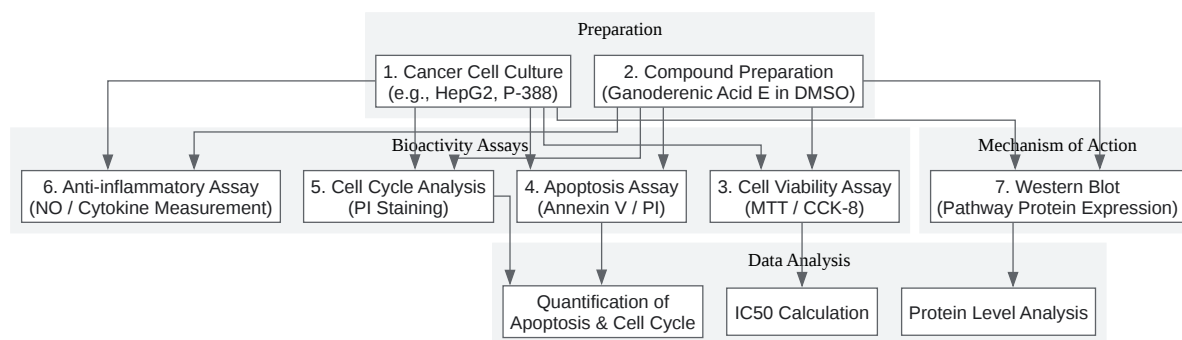 Preparation
1. Cancer Cell Culture
(e.g., HepG2, P-388)
2. Compound Preparation
(Ganoderenic Acid E in DMSO)
Bioactivity Assays
Mechanism of Action
6. Anti-inflammatory Assay
(NO / Cytokine Measurement)
5. Cell Cycle Analysis
(PI Staining)
4. Apoptosis Assay
(Annexin V / PI)
3. Cell Viability Assay
(MTT / CCK-8)
7. Western Blot
(Pathway Protein Expression)
Data Analysis
Quantification of
Apoptosis & Cell Cycle
IC50 Calculation
Protein Level Analysis